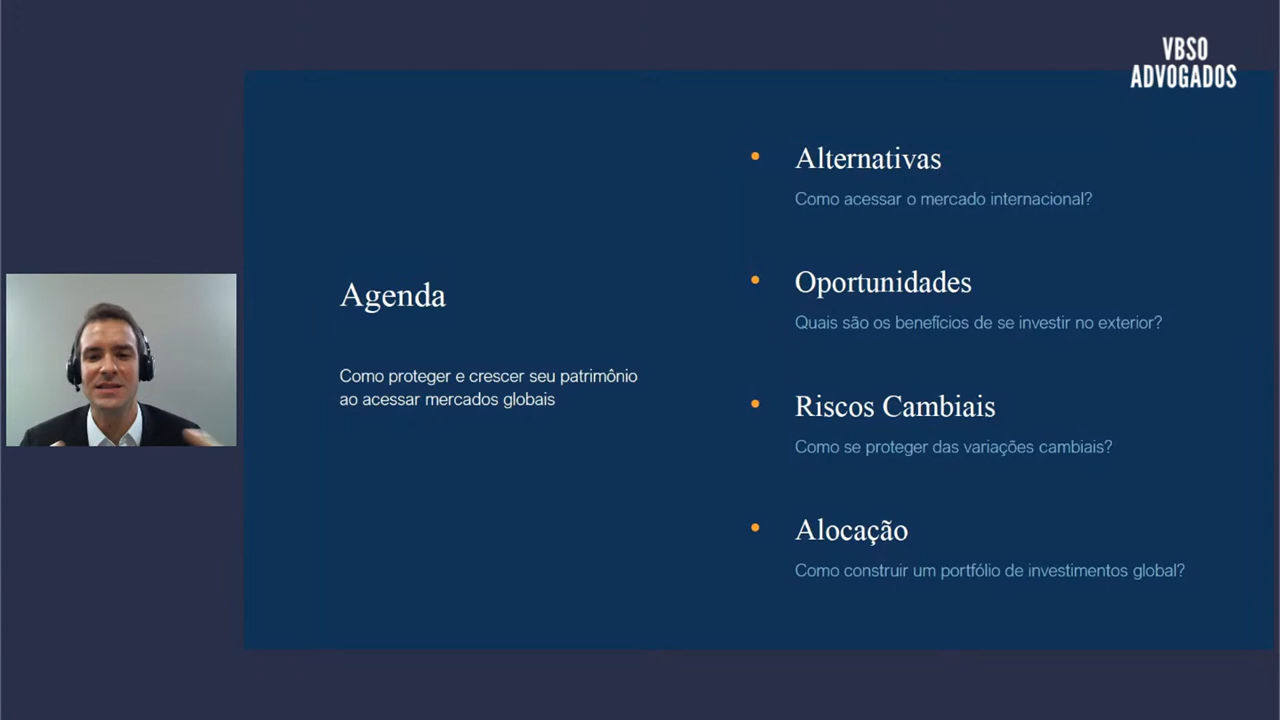 VBSO
ADVOGADOS
Agenda
Como proteger e crescer seu patrimônio
ao acessar mercados globais
Alternativas
Como acessar o mercado internacional?
Oportunidades
Quais são os benefícios de se investir no exterior?
Riscos Cambiais
Como se proteger das variações cambiais?
Alocação
Como construir um portfólio de investimentos global?